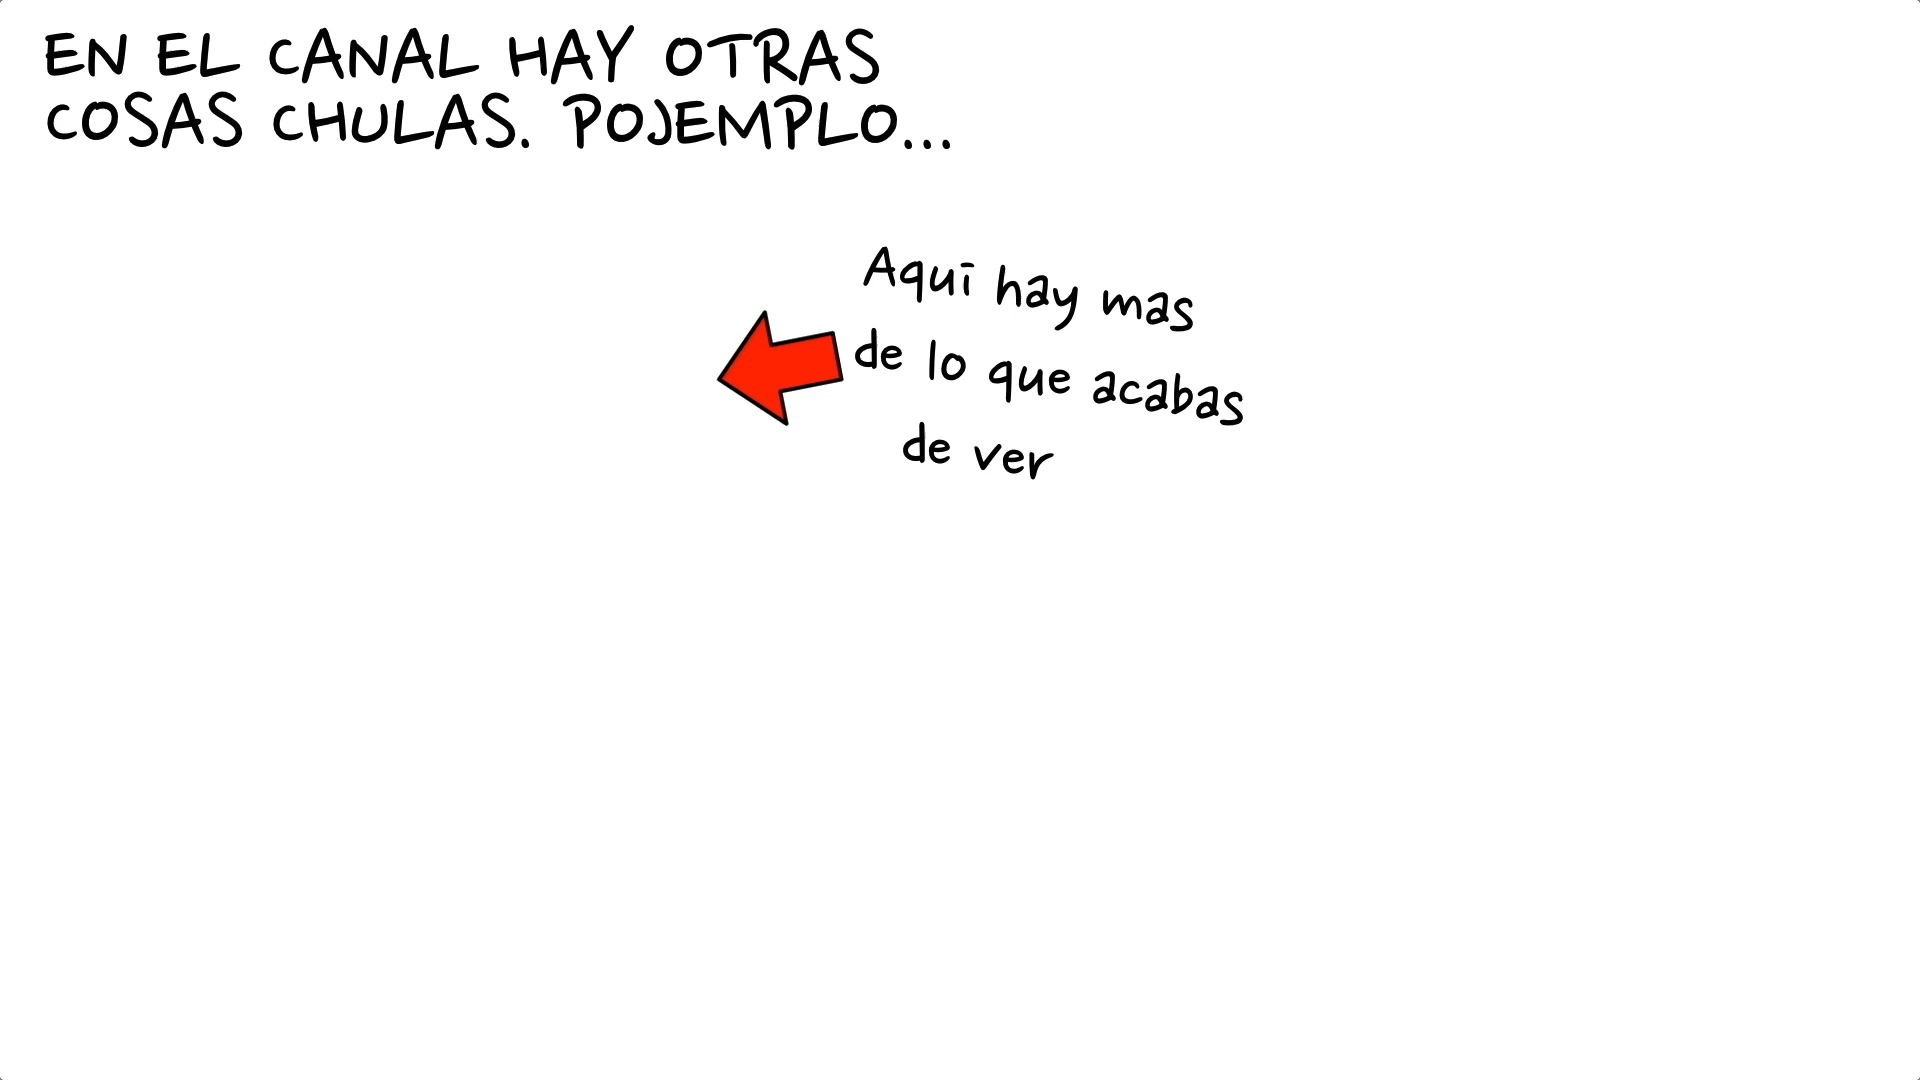 EN EL CANAL HAY OTRAS
COSAS CHULAS. POJEMPLO...
Aquī hay mas
de lo que acabas
de ver